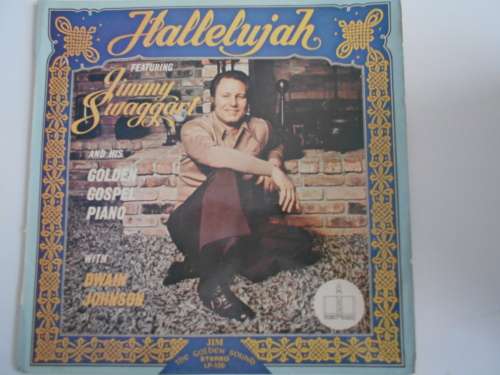 Hallelujah
FEATURING
Jimmy
Swaggart
AND HIS
GOLDEN
GOSPEL
PIANO
WITH
DWAIN
JOHNSON
JIM
THE GOLDEN SOUND
STEREO